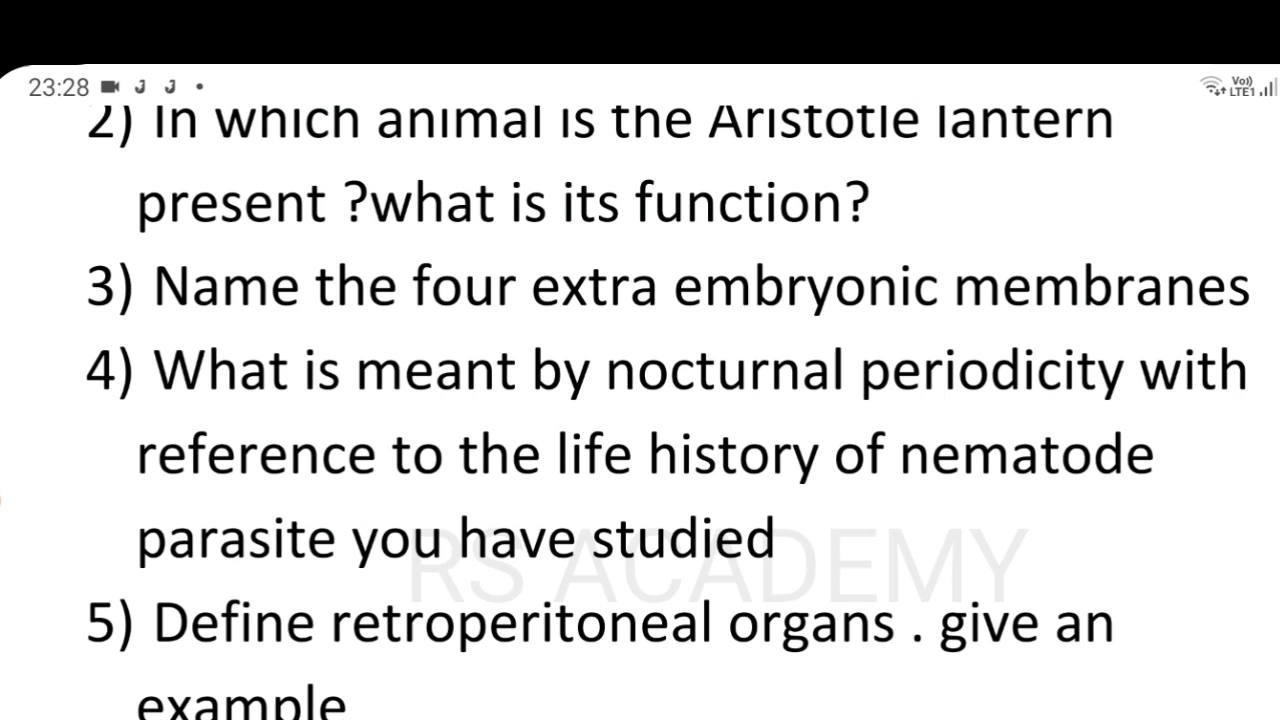 23:28
VoLTE1
2) In which animal is the Aristotle lantern
present ?what is its function?
3) Name the four extra embryonic membranes
4) What is meant by nocturnal periodicity with
reference to the life history of nematode
parasite you have studied
RS ACADEMY
5) Define retroperitoneal organs . give an
example